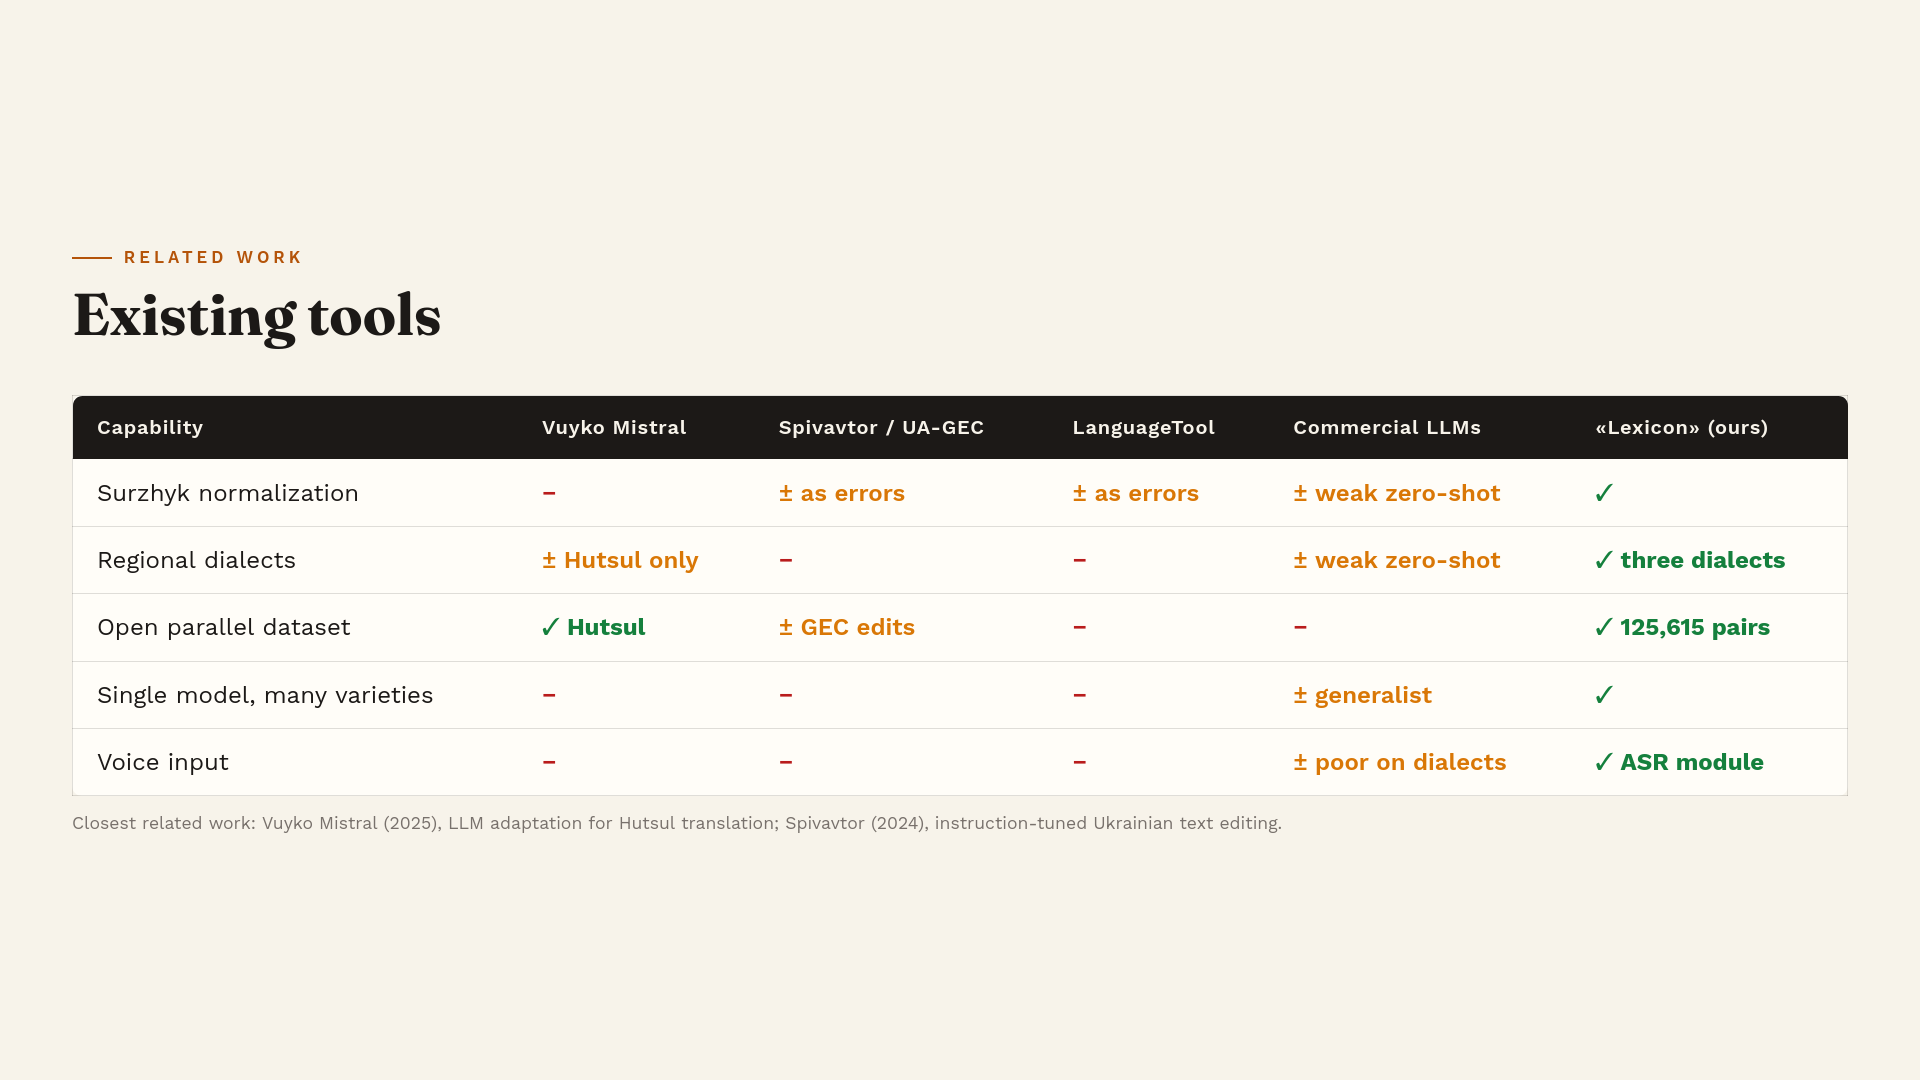 RELATED WORK
Existing tools
Capability Vuyko Mistral Spivavtor / UA-GEC LanguageTool Commercial LLMs «Lexicon» (ours)
Surzhyk normalization – ± as errors ± as errors ± weak zero-shot ✓
Regional dialects ± Hutsul only – – ± weak zero-shot ✓ three dialects
Open parallel dataset ✓ Hutsul ± GEC edits – – ✓ 125,615 pairs
Single model, many varieties – – – ± generalist ✓
Voice input – – – ± poor on dialects ✓ ASR module
Closest related work: Vuyko Mistral (2025), LLM adaptation for Hutsul translation; Spivavtor (2024), instruction-tuned Ukrainian text editing.